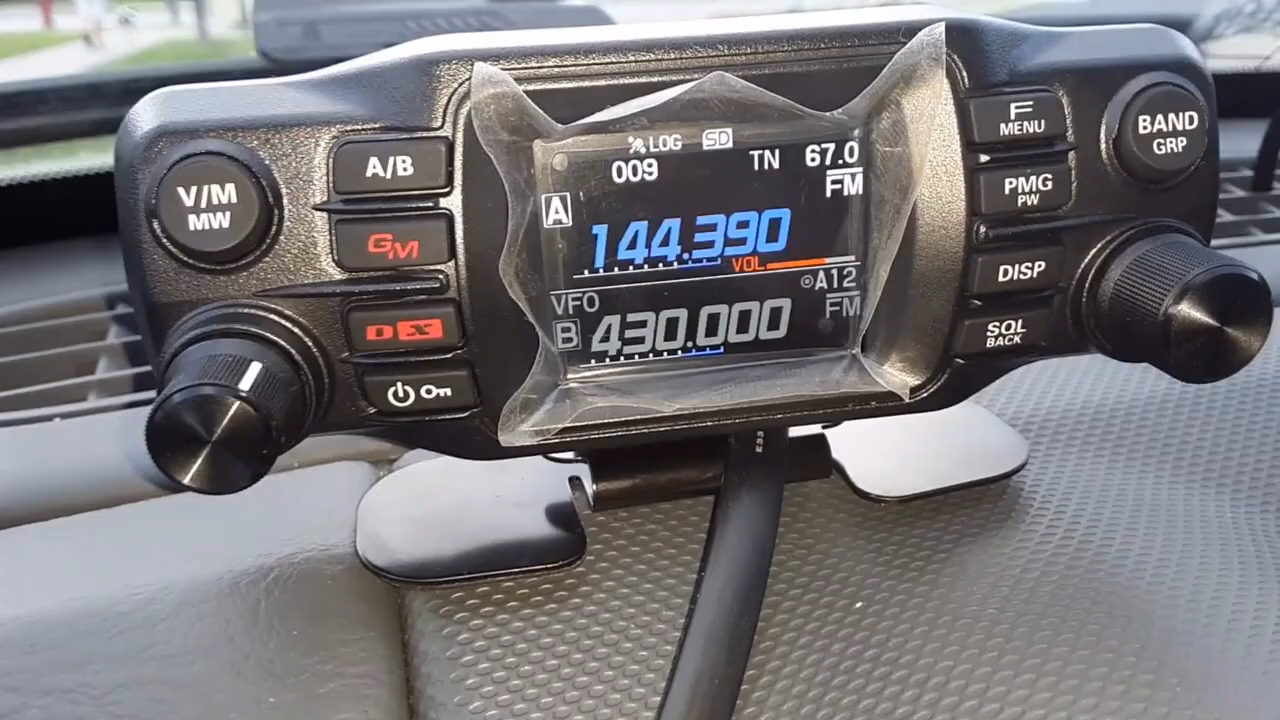 V/M
MW
A/B
GM
DX
On
LOG
SD
009
TN
67.0
FM
A
144.390
VOL
A12
VFO
FM
B
430.000
F
MENU
PMG
PW
DISP
SQL
BACK
BAND
GRP